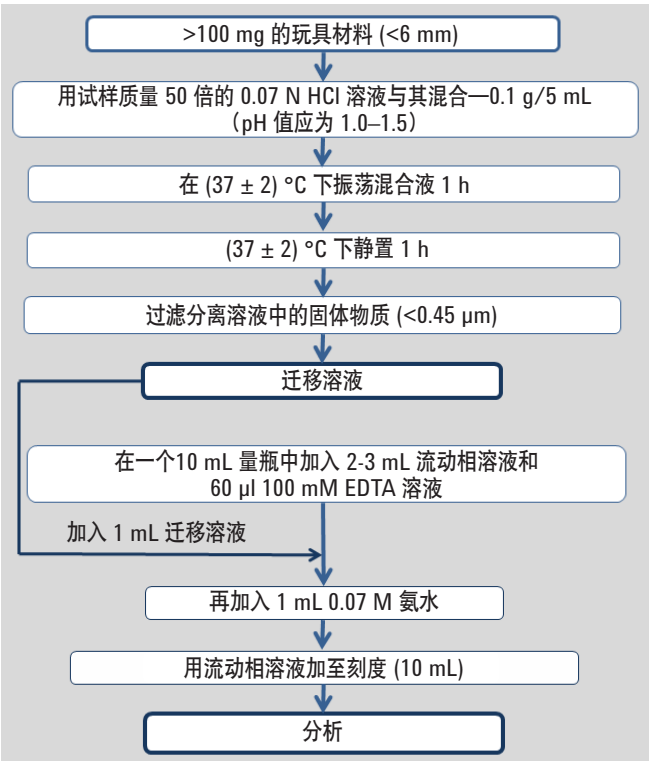 >100 mg 的玩具材料 (<6 mm)
用试样质量 50 倍的 0.07 N HCl 溶液与其混合—0.1 g/5 mL
（pH 值应为 1.0–1.5）
在 (37 ± 2) °C 下振荡混合液 1 h
(37 ± 2) °C 下静置 1 h
过滤分离溶液中的固体物质 (<0.45 µm)
迁移溶液
在一个10 mL 量瓶中加入 2-3 mL 流动相溶液和
60 µl 100 mM EDTA 溶液
加入 1 mL 迁移溶液
再加入 1 mL 0.07 M 氨水
用流动相溶液加至刻度 (10 mL)
分析